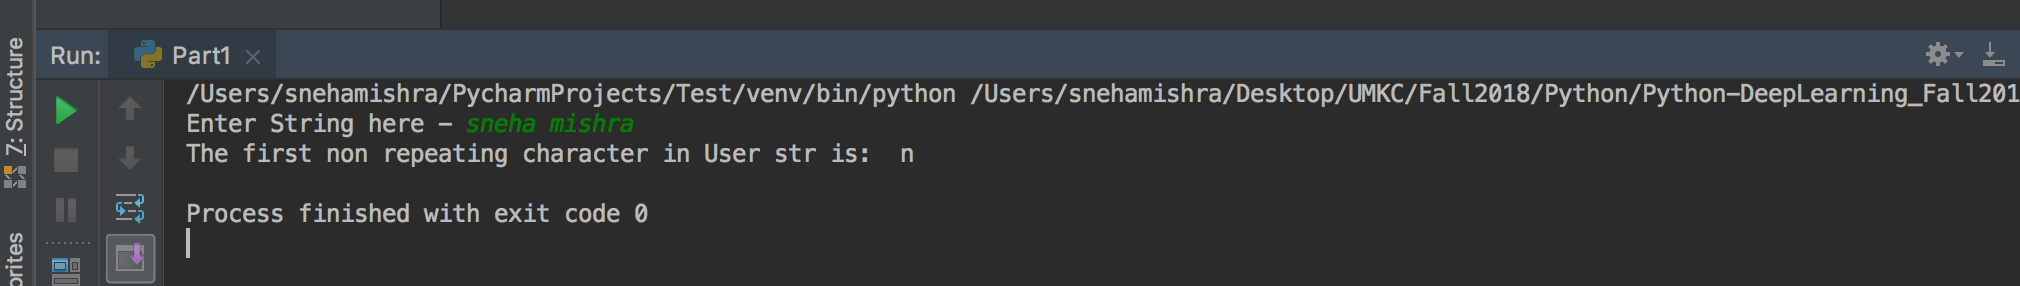 Run: Part1
7: Structure
/Users/snehamishra/PycharmProjects/Test/venv/bin/python /Users/snehamishra/Desktop/UMKC/Fall2018/Python/Python-DeepLearning_Fall201
Enter String here - sneha mishra
The first non repeating character in User str is:  n
Process finished with exit code 0
orites